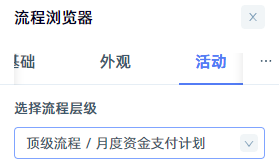 流程浏览器
基础 外观 活动 ···
选择流程层级
顶级流程 / 月度资金支付计划